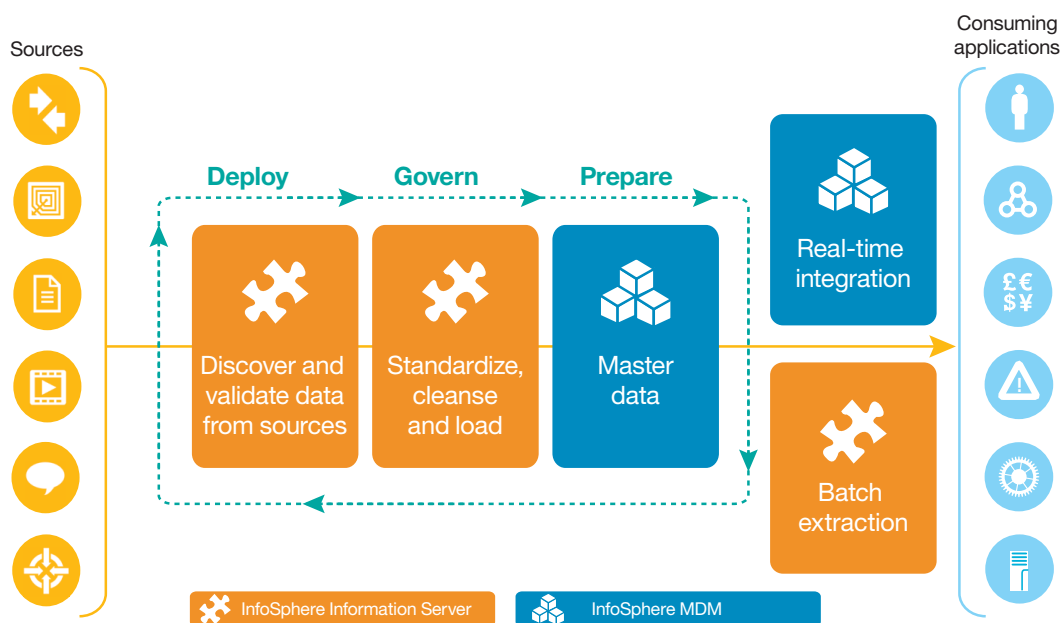 Sources
Consuming
applications
Deploy
Govern
Prepare
Discover and
validate data
from sources
Standardize,
cleanse
and load
Master
data
Real-time
integration
Batch
extraction
£€
$¥
!
InfoSphere Information Server
InfoSphere MDM